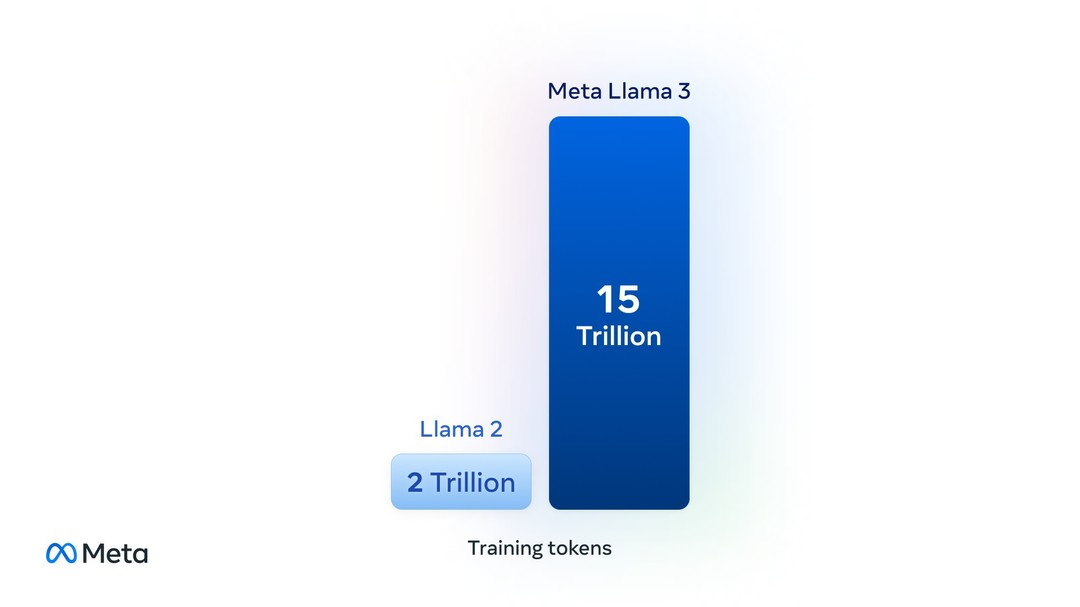 Meta Llama 3
15
Trillion
Llama 2
2 Trillion
Training tokens
Meta